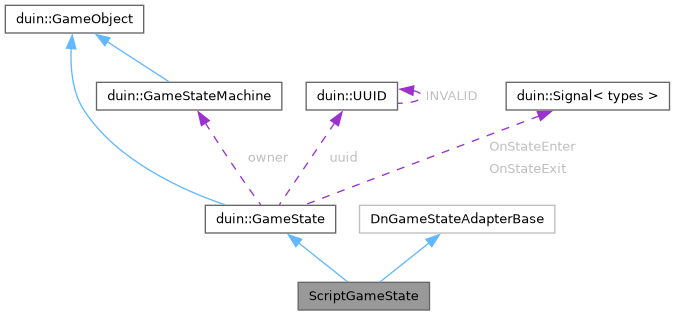 duin::GameObject
duin::GameStateMachine
duin::UUID
INVALID
duin::Signal< types >
owner
uuid
OnStateEnter
OnStateExit
duin::GameState
DnGameStateAdapterBase
ScriptGameState